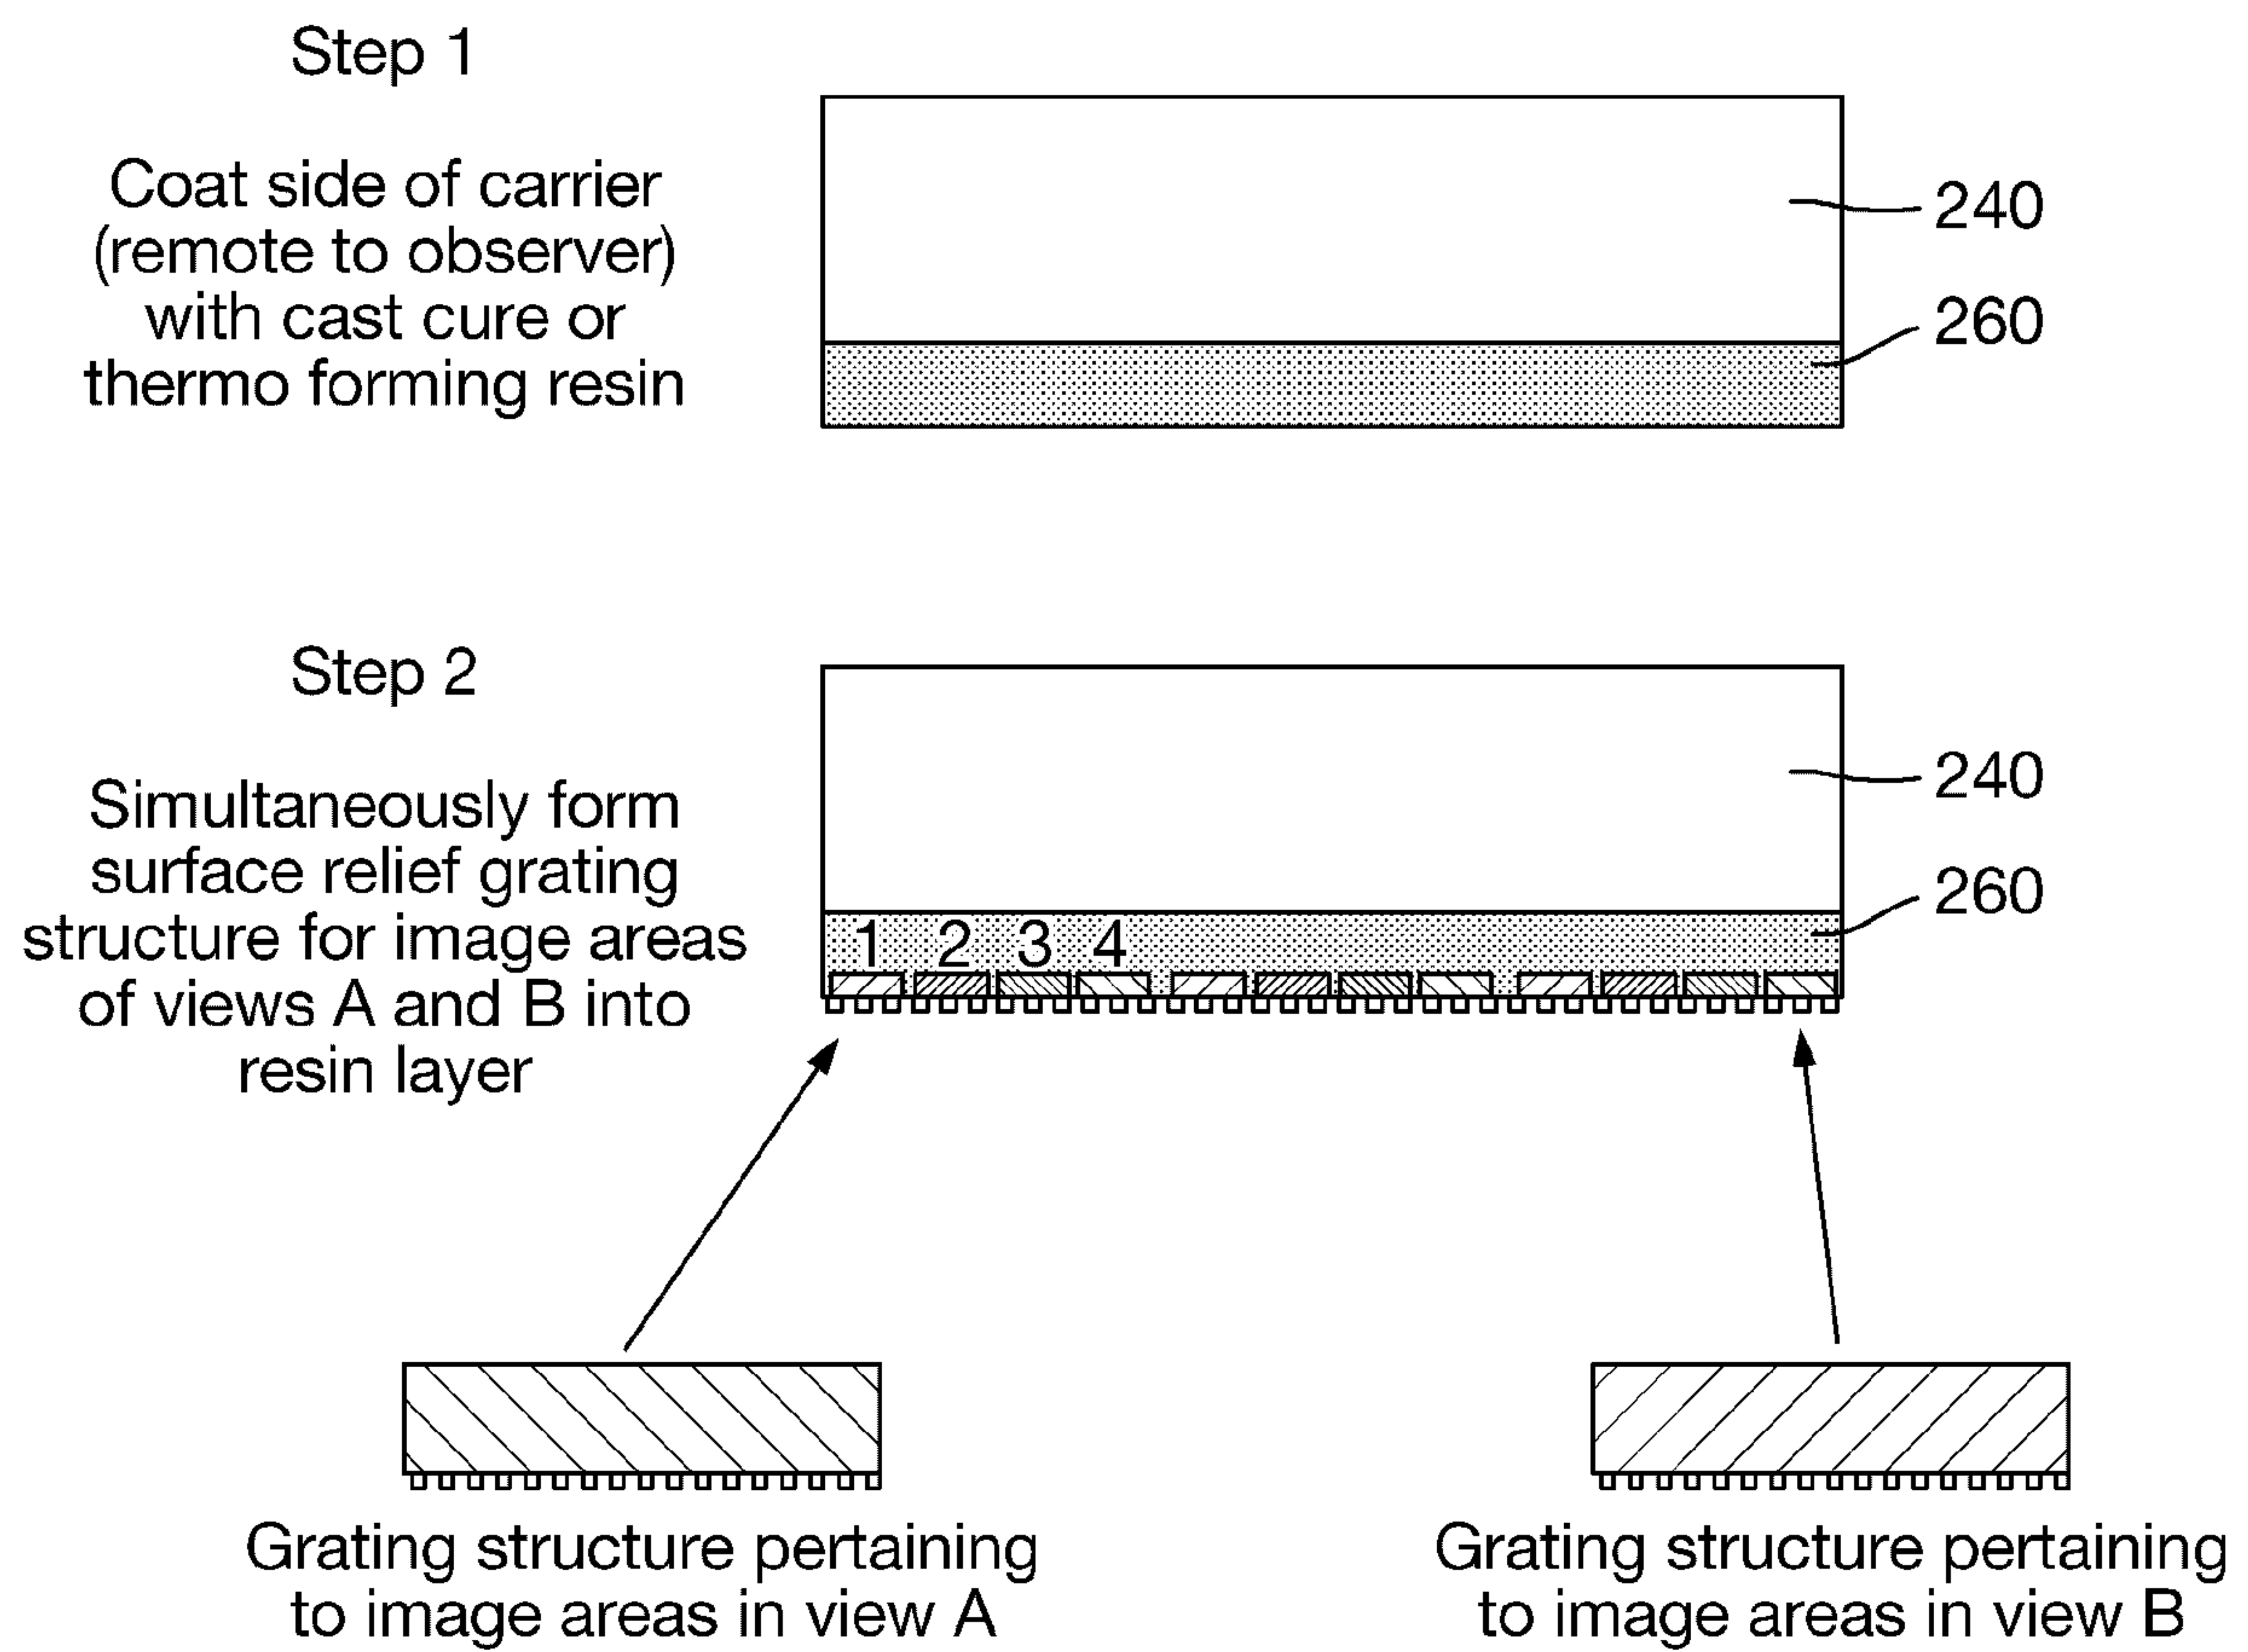 Step 1
Coat side of carrier
(remote to observer)
with cast cure or
thermo forming resin
240
260
Step 2
Simultaneously form
surface relief grating
structure for image areas
of views A and B into
resin layer
240
260
1 2 3 4
Grating structure pertaining
to image areas in view A
Grating structure pertaining
to image areas in view B